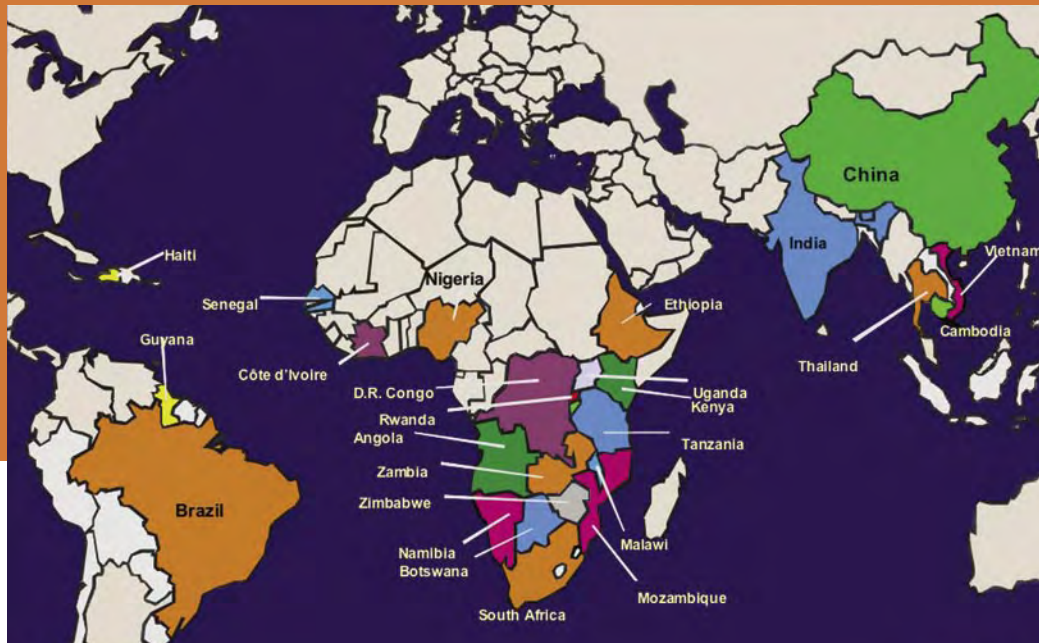 China
India
Vietnam
Haiti
Nigeria
Senegal
Ethiopia
Cambodia
Guyana
Thailand
Côte d'Ivoire
D.R. Congo
Uganda
Kenya
Rwanda
Angola
Tanzania
Zambia
Zimbabwe
Brazil
Malawi
Namibia
Botswana
Mozambique
South Africa